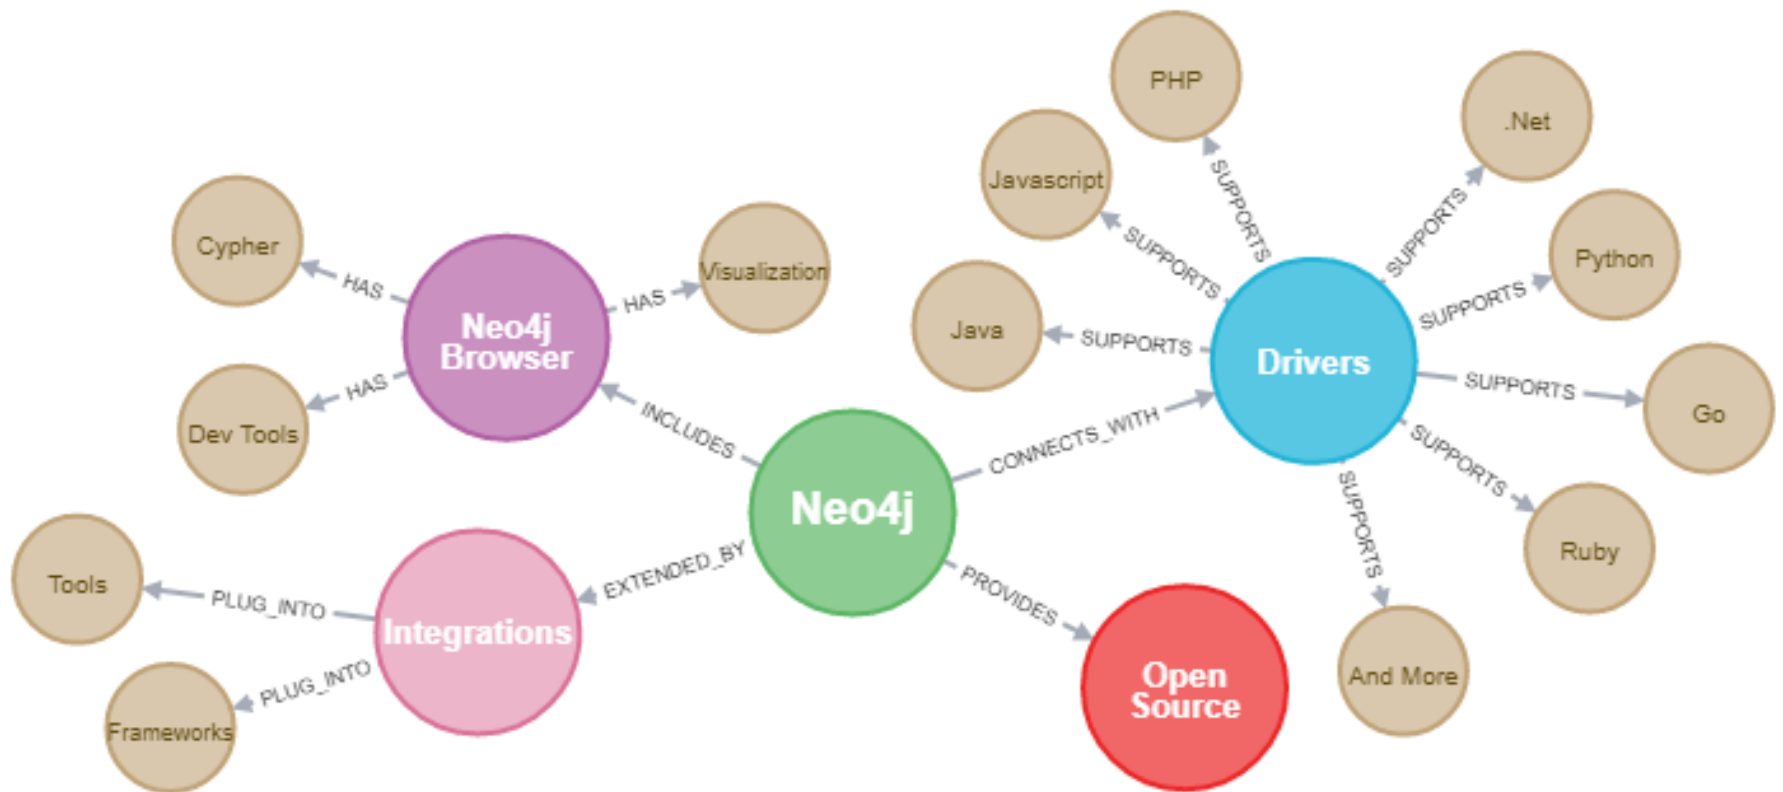 PHP
.Net
Javascript
SUPPORTS
SUPPORTS
Cypher
SUPPORTS
Python
Visualization
HAS
HAS
SUPPORTS
Neo4j
Browser
Java
SUPPORTS
Drivers
HAS
SUPPORTS
Go
Dev Tools
INCLUDES
CONNECTS_WITH
SUPPORTS
Neo4j
SUPPORTS
Ruby
Tools
EXTENDED_BY
PLUG_INTO
PROVIDES
Integrations
PLUG_INTO
Open
Source
And More
Frameworks